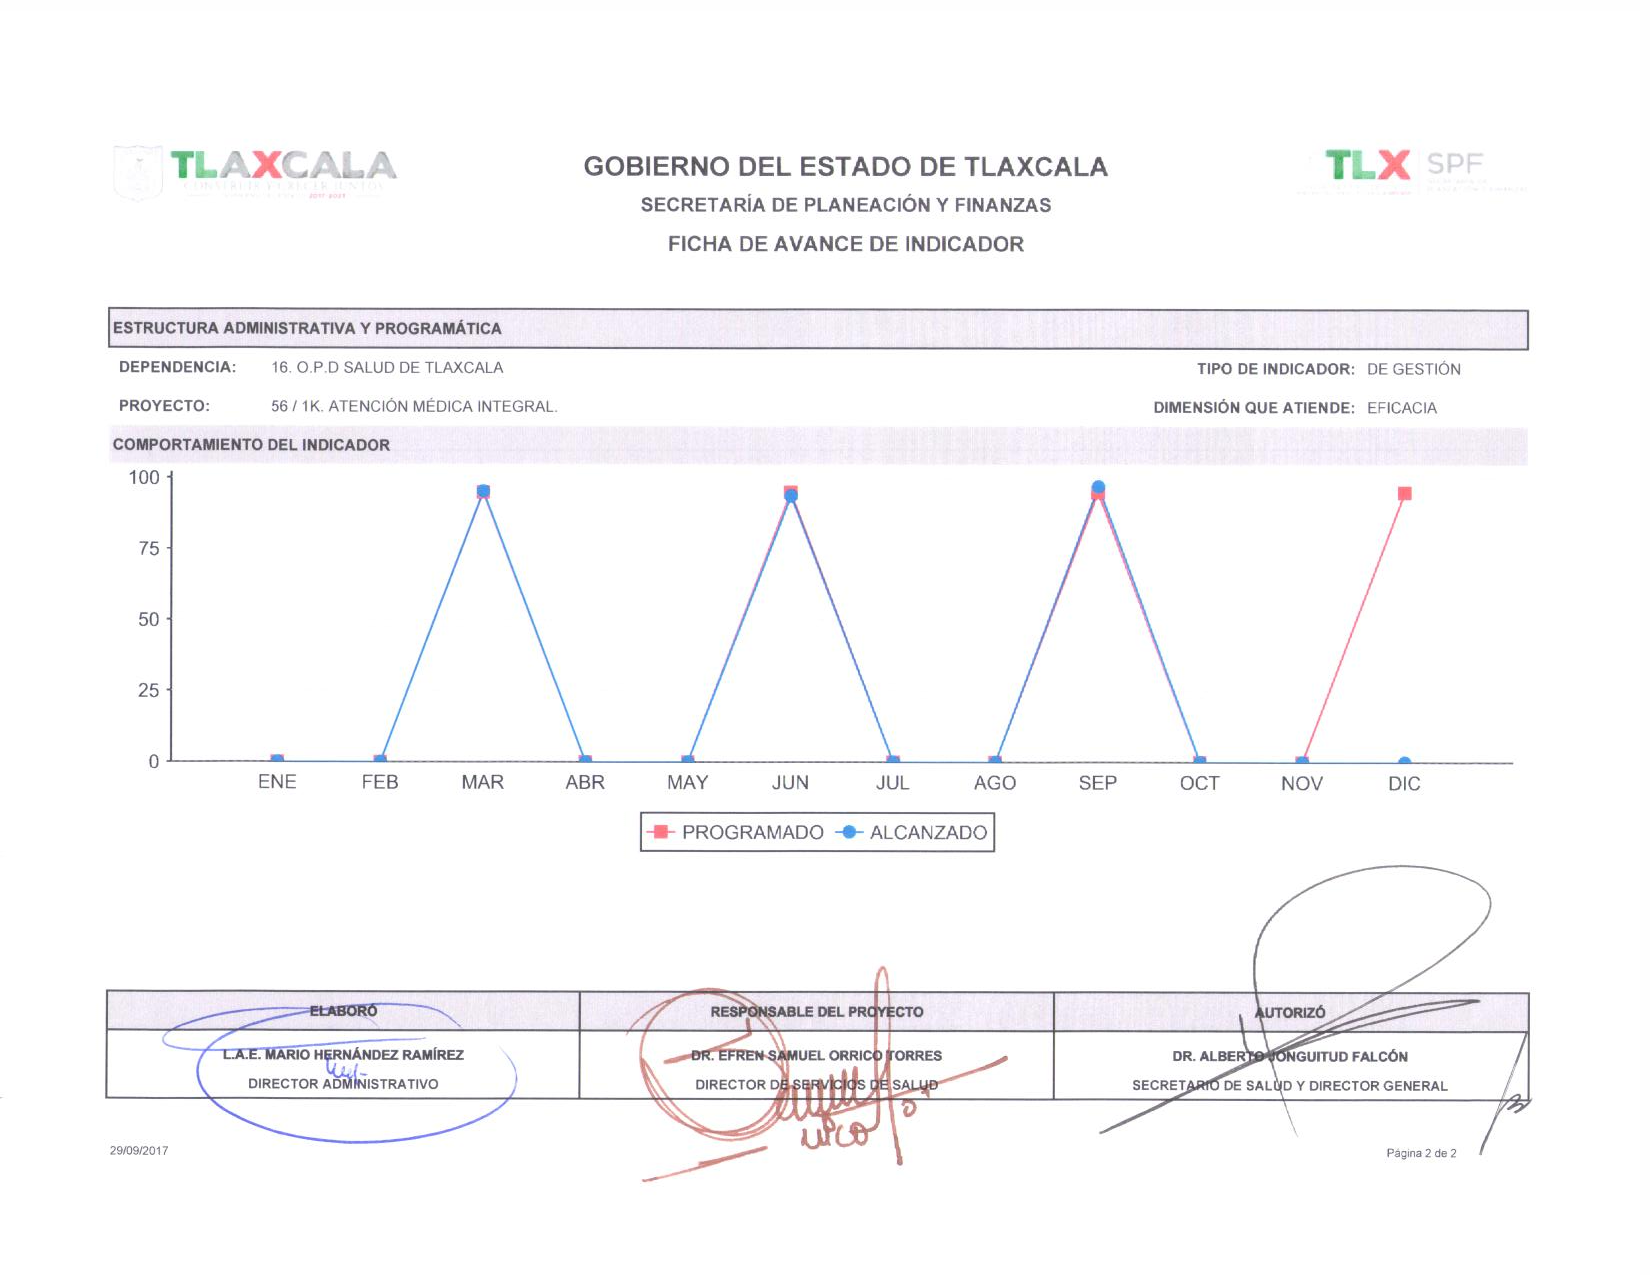 TLAXCALA
CONSTRUIR Y CRECER JUNTOS
2017-2021
GOBIERNO DEL ESTADO DE TLAXCALA
SECRETARÍA DE PLANEACIÓN Y FINANZAS
FICHA DE AVANCE DE INDICADOR
TLX SPF
ESTRUCTURA ADMINISTRATIVA Y PROGRAMÁTICA
DEPENDENCIA: 16. O.P.D SALUD DE TLAXCALA
TIPO DE INDICADOR: DE GESTIÓN
PROYECTO: 56 / 1K. ATENCIÓN MÉDICA INTEGRAL.
DIMENSIÓN QUE ATIENDE: EFICACIA
COMPORTAMIENTO DEL INDICADOR
100
75
50
25
0
ENE FEB MAR ABR MAY JUN JUL AGO SEP OCT NOV DIC
PROGRAMADO ALCANZADO
ELABORÓ
L.A.E. MARIO HERNÁNDEZ RAMÍREZ
DIRECTOR ADMINISTRATIVO
RESPONSABLE DEL PROYECTO
DR. EFREN SAMUEL ORRICO TORRES
DIRECTOR DE SERVICIOS DE SALUD
AUTORIZÓ
DR. ALBERTO JONGUITUD FALCÓN
SECRETARIO DE SALUD Y DIRECTOR GENERAL
29/09/2017
Página 2 de 2